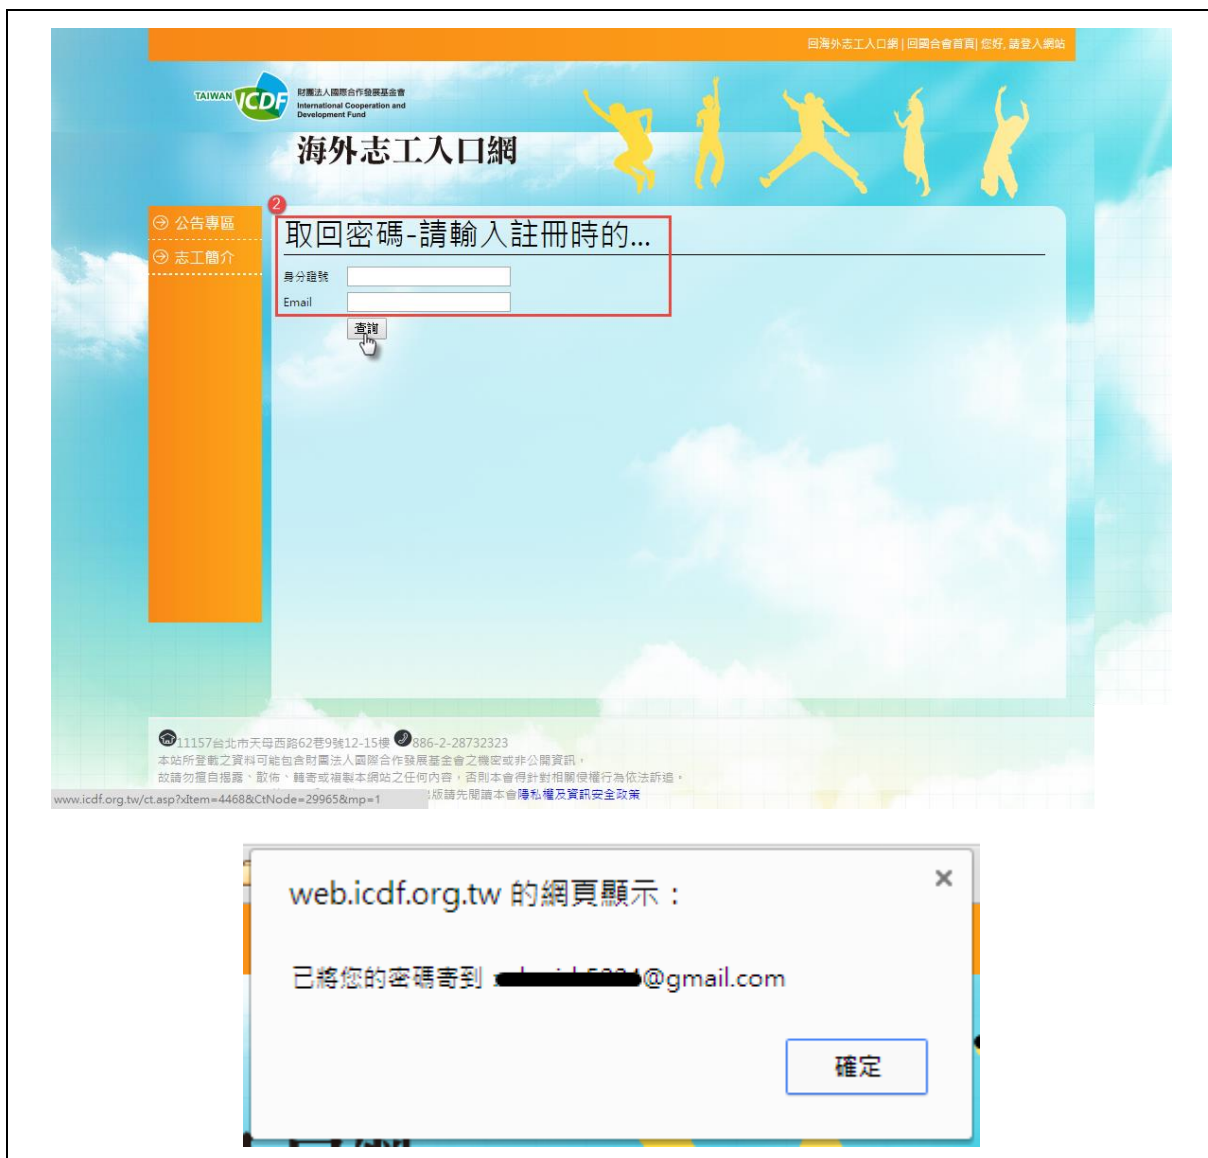 回海外志工入口網 | 回國合會首頁| 您好, 請登入網站
TAIWAN ICDF 財團法人國際合作發展基金會
International Cooperation and
Development Fund
海外志工入口網
公告專區
志工簡介
2
取回密碼-請輸入註冊時的...
身分證號
Email
查詢
11157台北市天母西路62巷9號12-15樓 886-2-28732323
本站所登載之資料可能包含財團法人國際合作發展基金會之機密或非公開資訊，
故請勿擅自揭露、散佈、轉寄或複製本網站之任何內容，否則本會得針對相關侵權行為依法訴追。
版請先閱讀本會隱私權及資訊安全政策
www.icdf.org.tw/ct.asp?xItem=4468&CtNode=29965&mp=1
web.icdf.org.tw 的網頁顯示：
已將您的密碼寄到 @gmail.com
確定